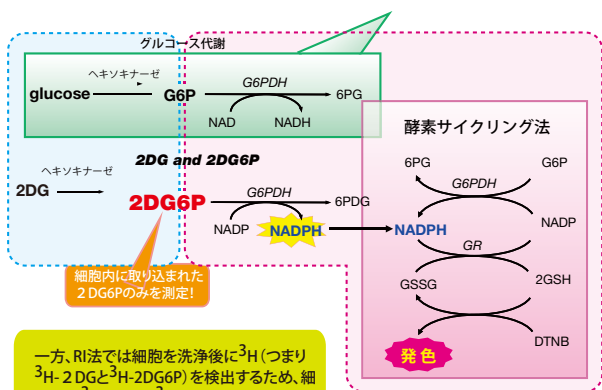 グルコース代謝
ヘキソキナーゼ
glucose
G6P
G6PDH
6PG
NAD
NADH
2DG and 2DG6P
ヘキソキナーゼ
2DG
2DG6P
G6PDH
6PDG
NADP
NADPH
細胞内に取り込まれた
2 DG6Pのみを測定!
酵素サイクリング法
6PG
G6P
G6PDH
NADPH
NADP
GR
GSSG
2GSH
発色
DTNB
一方、RI法では細胞を洗浄後に3H(つまり
3H- 2 DGと3H-2DG6P)を検出するため、細